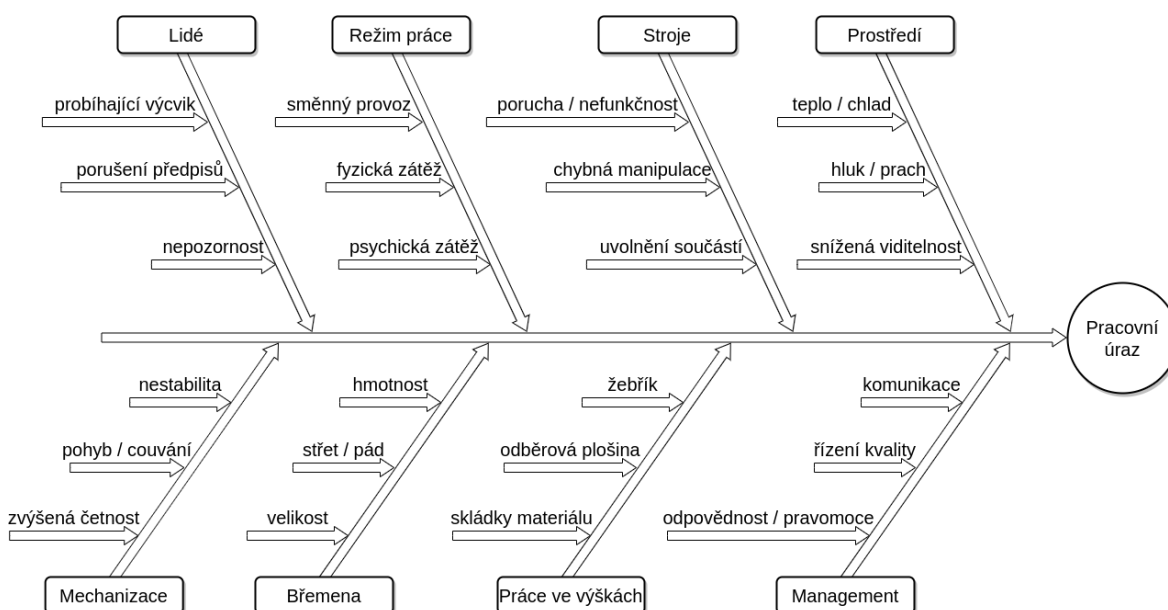 Lidé
Režim práce
Stroje
Prostředí
probíhající výcvik
směnný provoz
porucha / nefunkčnost
teplo / chlad
porušení předpisů
fyzická zátěž
chybná manipulace
hluk / prach
nepozornost
psychická zátěž
uvolnění součástí
snížená viditelnost
Pracovní
úraz
nestabilita
hmotnost
žebřík
komunikace
pohyb / couvání
střet / pád
odběrová plošina
řízení kvality
zvýšená četnost
velikost
skládky materiálu
odpovědnost / pravomoce
Mechanizace
Břemena
Práce ve výškách
Management